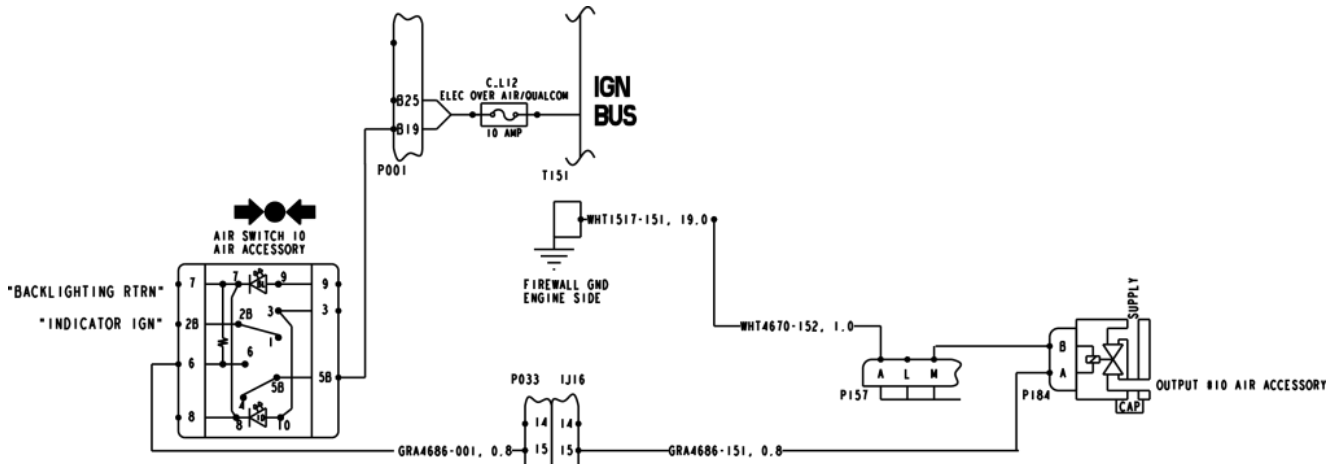 C_L12
ELEC OVER AIR/QUALCOM
10 AMP
IGN
BUS
B25
B19
P001
T151
WHT1517-151, 19.0
FIREWALL GND
ENGINE SIDE
AIR SWITCH 10
AIR ACCESSORY
"BACKLIGHTING RTRN"
"INDICATOR IGN"
7 7 9 9
2B 2B 3 3
1
6 6
5B 5B
4
8 8 10
WHT4670-152, 1.0
SUPPLY
A L M
P157
B
A
P184
OUTPUT #10 AIR ACCESSORY
CAP
P033 IJ16
14 14
15 15
GRA4686-001, 0.8
GRA4686-151, 0.8